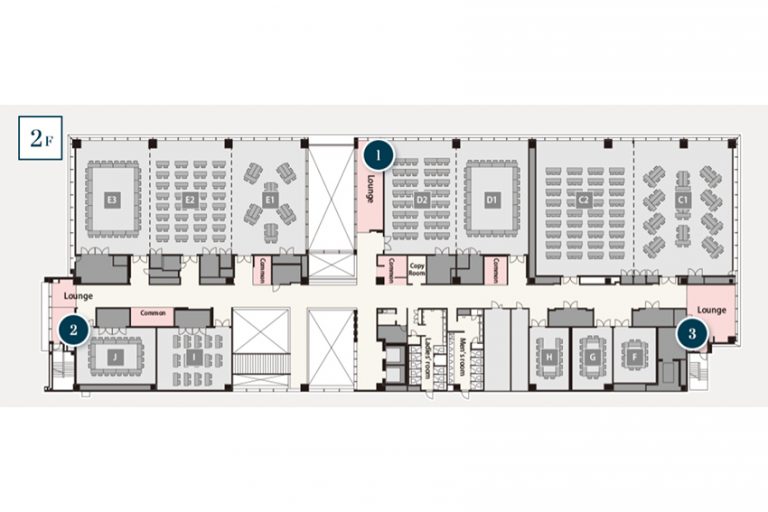 2F
1
Lounge
E3
E2
E1
D2
D1
C2
C1
Common
Common
Copy
Room
Common
Lounge
2
Common
Lounge
3
J
I
Ladies' room
Men's room
H
G
F